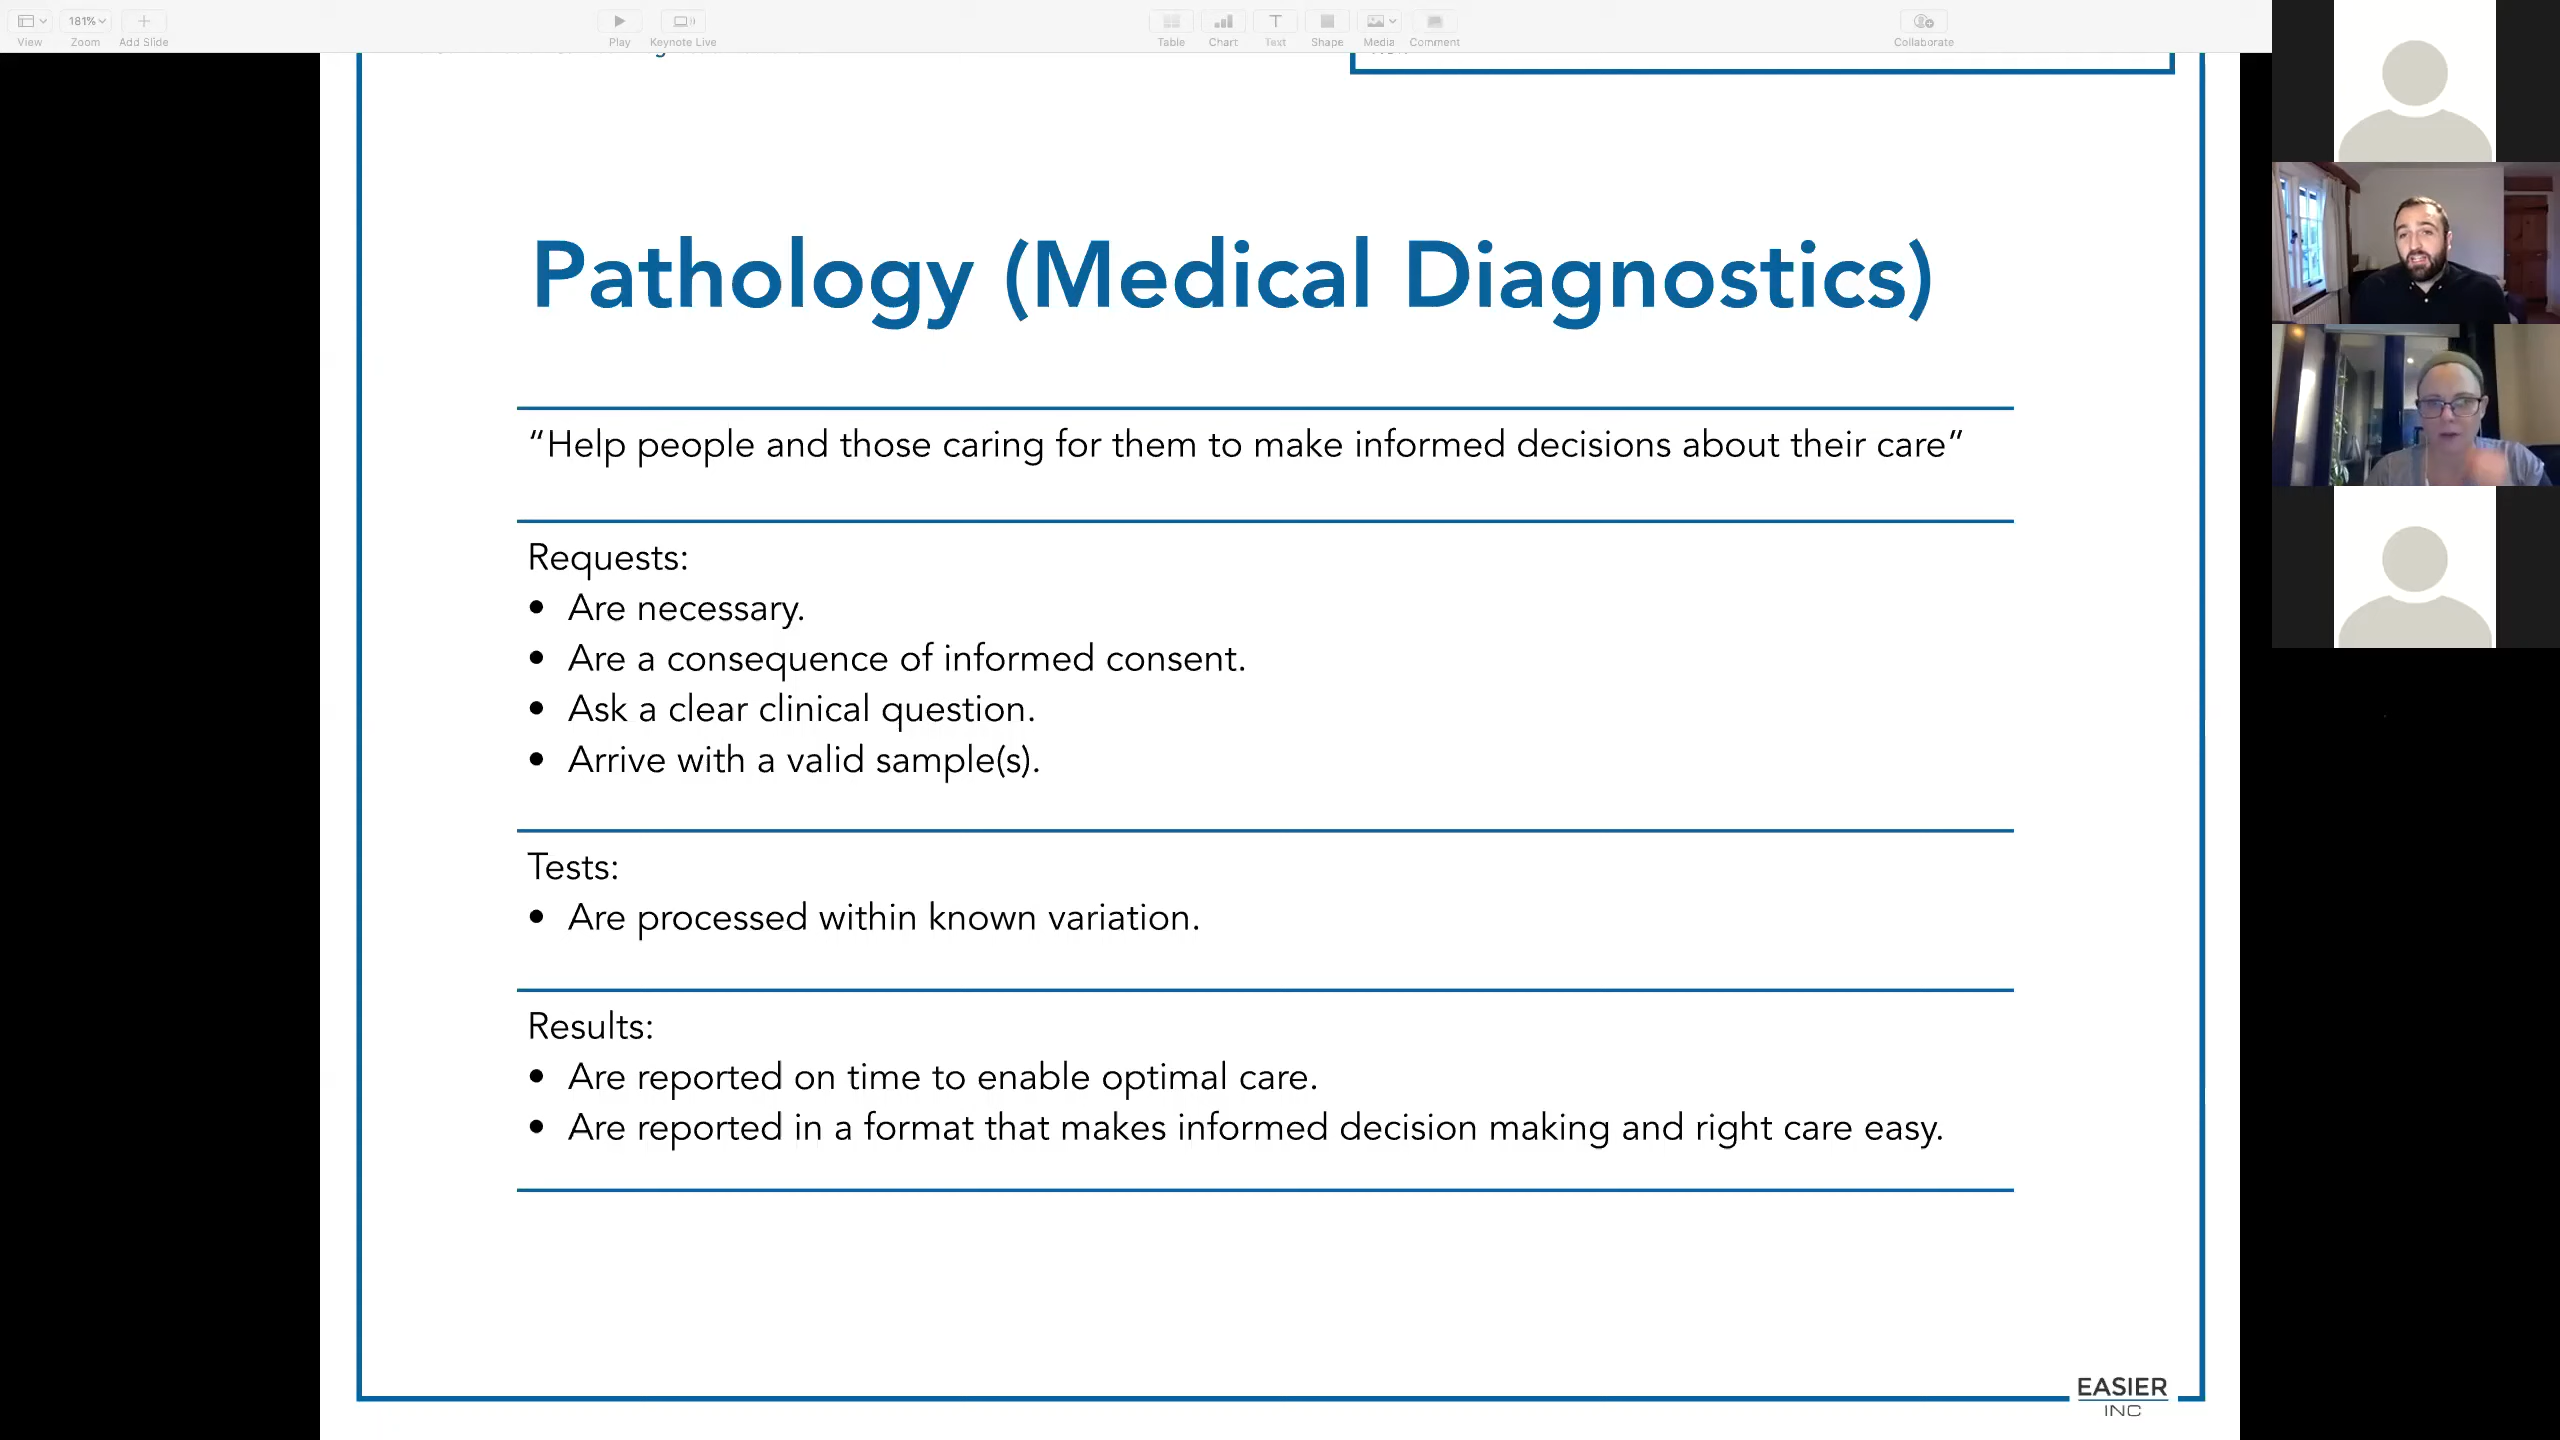 181%
View
Zoom
Add Slide
Play
Keynote Live
Table
Chart
Text
Shape
Media
Comment
Collaborate
Pathology (Medical Diagnostics)
“Help people and those caring for them to make informed decisions about their care”
Requests:
• Are necessary.
• Are a consequence of informed consent.
• Ask a clear clinical question.
• Arrive with a valid sample(s).
Tests:
• Are processed within known variation.
Results:
• Are reported on time to enable optimal care.
• Are reported in a format that makes informed decision making and right care easy.
EASIER
INC